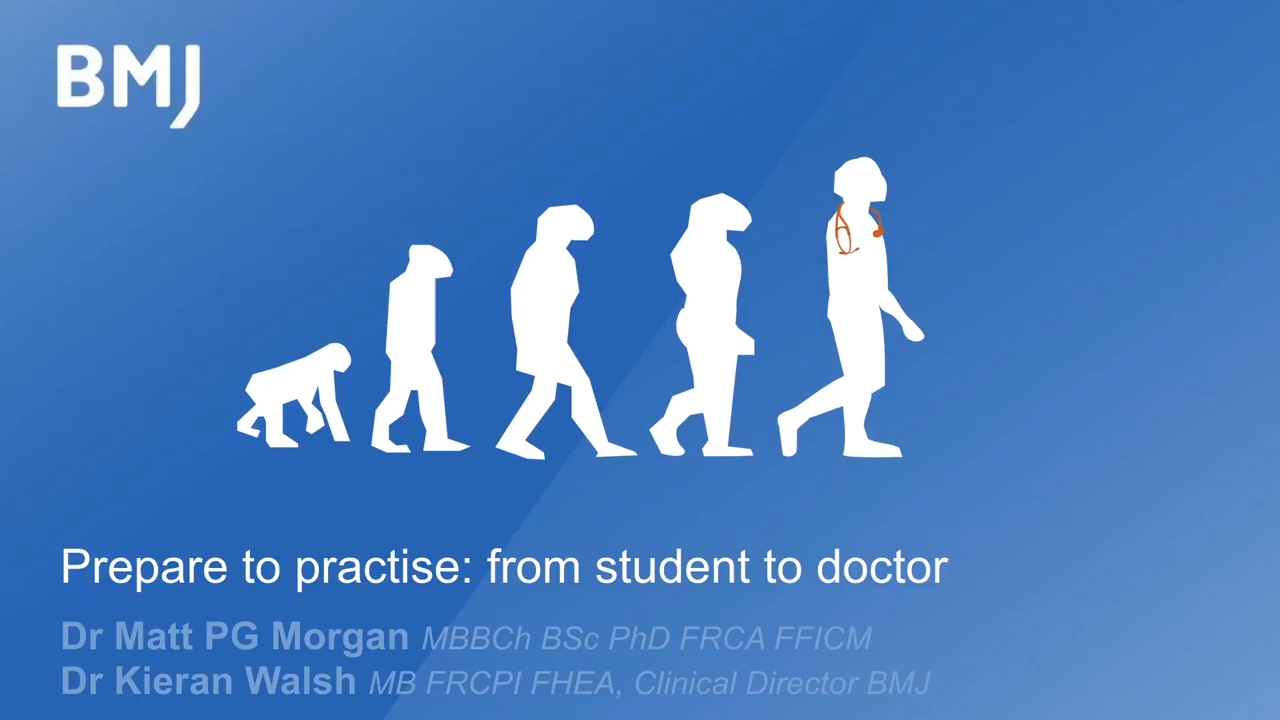 BMJ
Prepare to practise: from student to doctor
Dr Matt PG Morgan MBBCh BSc PhD FRCA FFICM
Dr Kieran Walsh MB FRCPI FHEA, Clinical Director BMJ